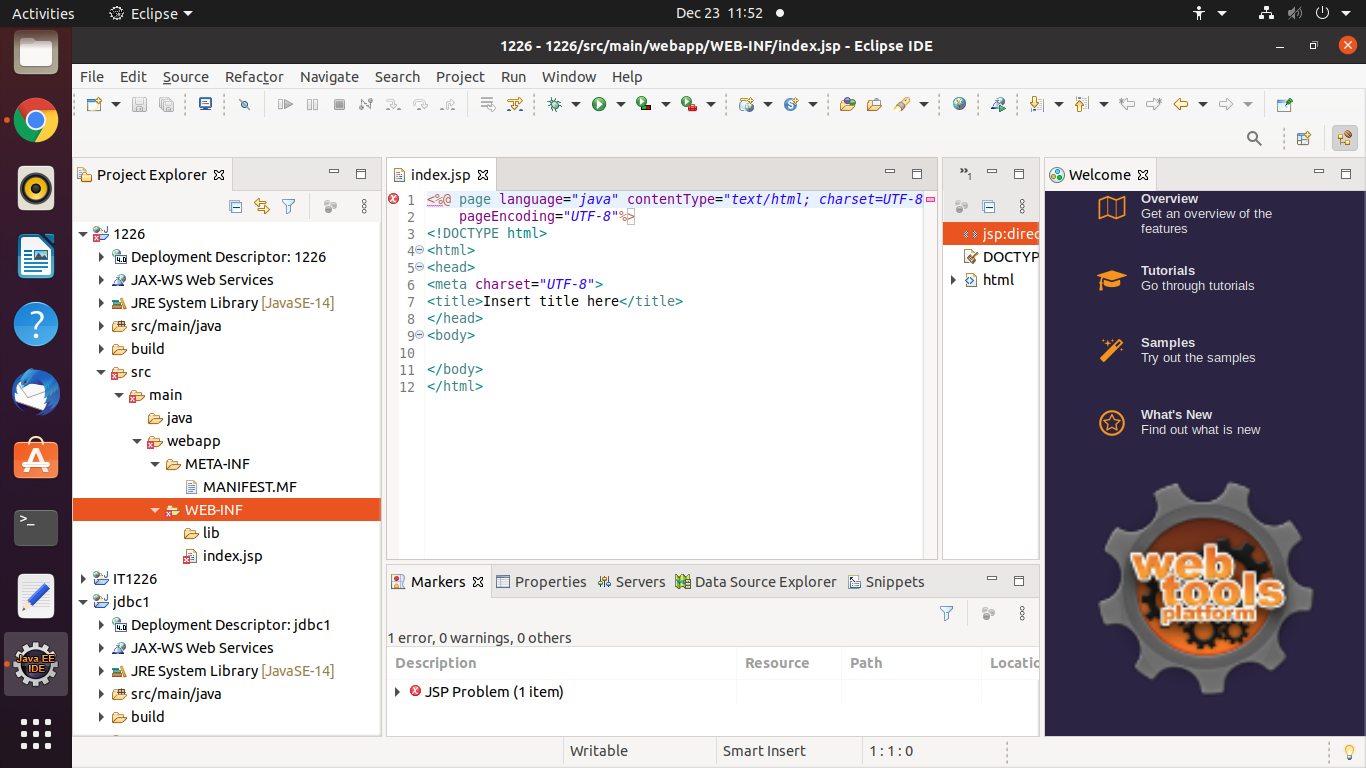 Activities
Eclipse
Dec 23 11:52
1226 - 1226/src/main/webapp/WEB-INF/index.jsp - Eclipse IDE
File Edit Source Refactor Navigate Search Project Run Window Help
Project Explorer
1226
Deployment Descriptor: 1226
JAX-WS Web Services
JRE System Library [JavaSE-14]
src/main/java
build
src
main
java
webapp
META-INF
MANIFEST.MF
WEB-INF
lib
index.jsp
IT1226
jdbc1
Deployment Descriptor: jdbc1
JAX-WS Web Services
JRE System Library [JavaSE-14]
src/main/java
build
index.jsp
1 <%@ page language="java" contentType="text/html; charset=UTF-8
2 pageEncoding="UTF-8"%>
3 <!DOCTYPE html>
4 <html>
5 <head>
6 <meta charset="UTF-8">
7 <title>Insert title here</title>
8 </head>
9 <body>
10
11 </body>
12 </html>
1
jsp:direc
DOCTYP
html
Welcome
Overview
Get an overview of the
features
Tutorials
Go through tutorials
Samples
Try out the samples
What's New
Find out what is new
web
tools
platform
Markers Properties Servers Data Source Explorer Snippets
1 error, 0 warnings, 0 others
Description Resource Path Locatio
JSP Problem (1 item)
Writable Smart Insert 1 : 1 : 0
Java EE
IDE